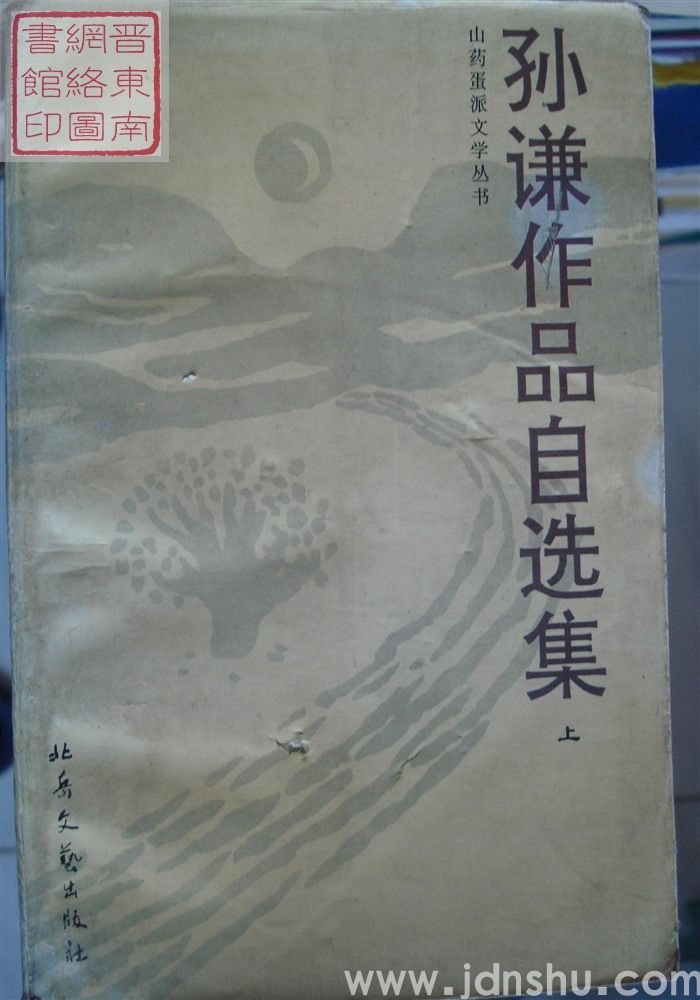 晋東南
網絡圖
書館印
孙谦作品自选集
上
山药蛋派文学丛书
北岳文藝出版社
www.jdnshu.com